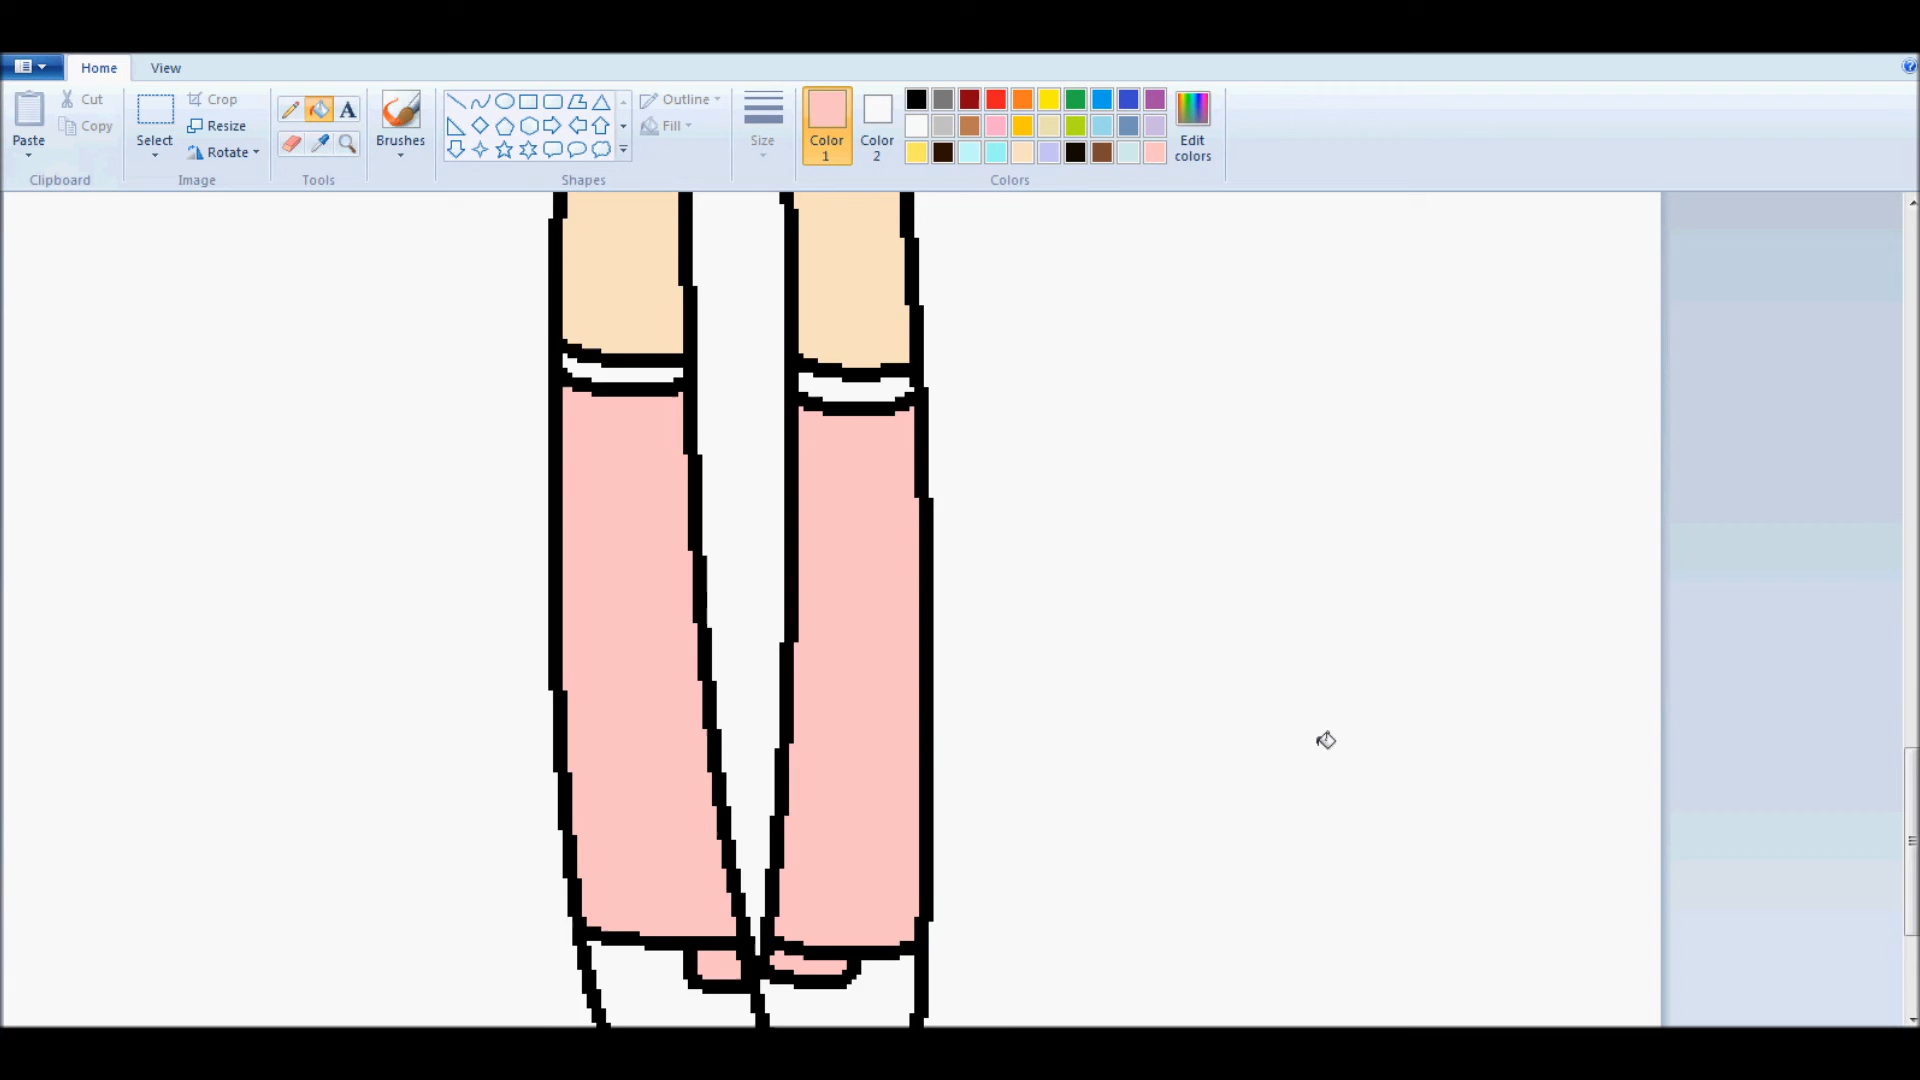 Home View
Paste
Cut
Copy
Clipboard
Select
Crop
Resize
Rotate
Image
A
Tools
Brushes
Outline
Fill
Shapes
Size
Color
1
Color
2
Edit
colors
Colors
?